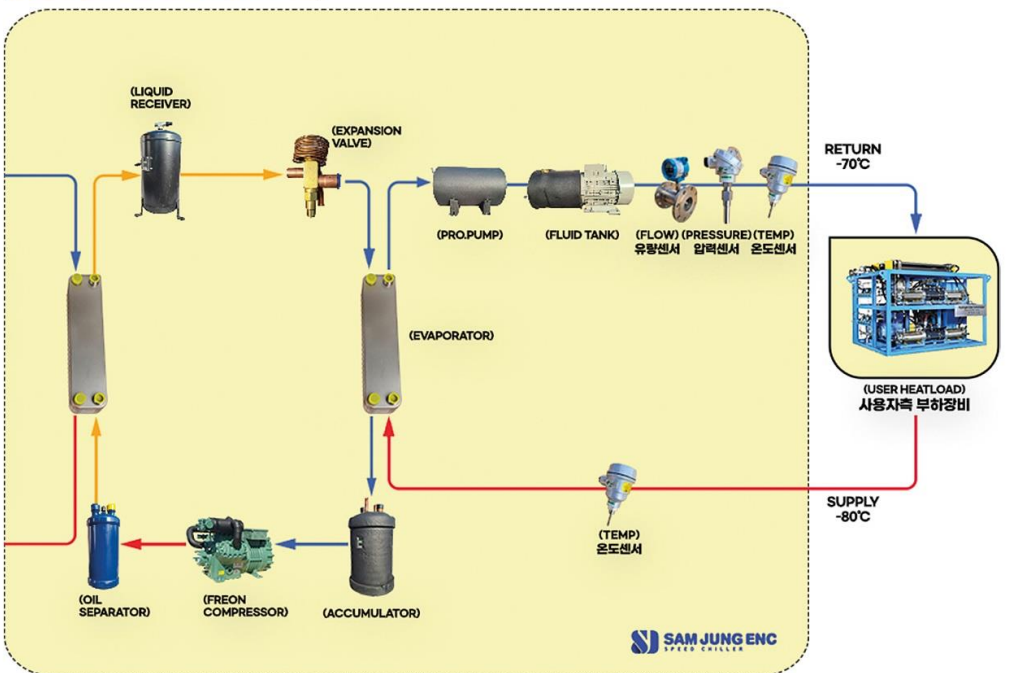 (LIQUID
RECEIVER)
(EXPANSION
VALVE)
RETURN
-70℃
(PRO.PUMP)
(FLUID TANK)
(FLOW)
유량센서
(PRESSURE)
압력센서
(TEMP)
온도센서
(EVAPORATOR)
(USER HEATLOAD)
사용자측 부하장비
SUPPLY
-80℃
(TEMP)
온도센서
(OIL
SEPARATOR)
(FREON
COMPRESSOR)
(ACCUMULATOR)
SAM JUNG ENC
SPEED CHILLER